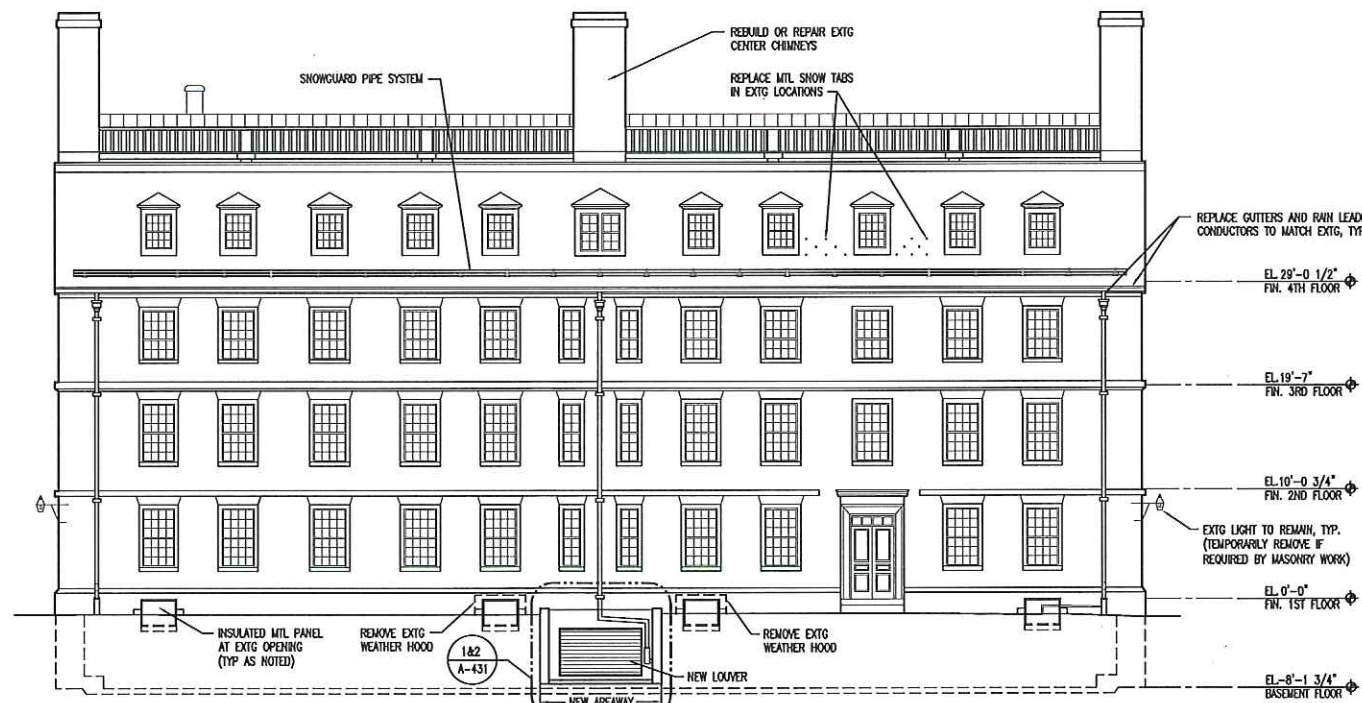 REBUILD OR REPAIR EXTG
CENTER CHIMNEYS
SNOWGUARD PIPE SYSTEM
REPLACE MTL SNOW TABS
IN EXTG LOCATIONS
REPLACE GUTTERS AND RAIN
CONDUCTORS TO MATCH EXTG,
EL. 29'-0 1/2"
FIN. 4TH FLOOR
EL. 19'-7"
FIN. 3RD FLOOR
EL. 10'-0 3/4"
FIN. 2ND FLOOR
EXTG LIGHT TO REMAIN, TYP.
(TEMPORARILY REMOVE IF
REQUIRED BY MASONRY WORK)
EL. 0'-0"
FIN. 1ST FLOOR
INSULATED MTL PANEL
AT EXTG OPENING
(TYP AS NOTED)
REMOVE EXTG
WEATHER HOOD
1&2
A-431
REMOVE EXTG
WEATHER HOOD
NEW LOUVER
NEW AREAWAY
EL.-8'-1 3/4"
BASEMENT FLOOR